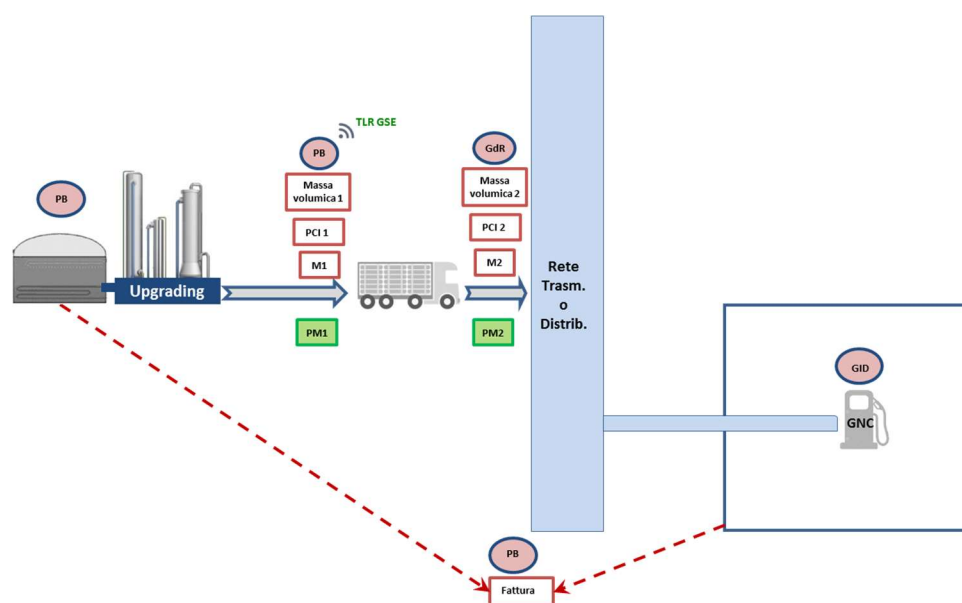 TLR GSE
PB
GdR
Massa
volumica 1
Massa
volumica 2
PB
PCI 1
PCI 2
M1
M2
Upgrading
Rete
Trasm.
o
Distrib.
PM1
PM2
GID
GNC
PB
Fattura